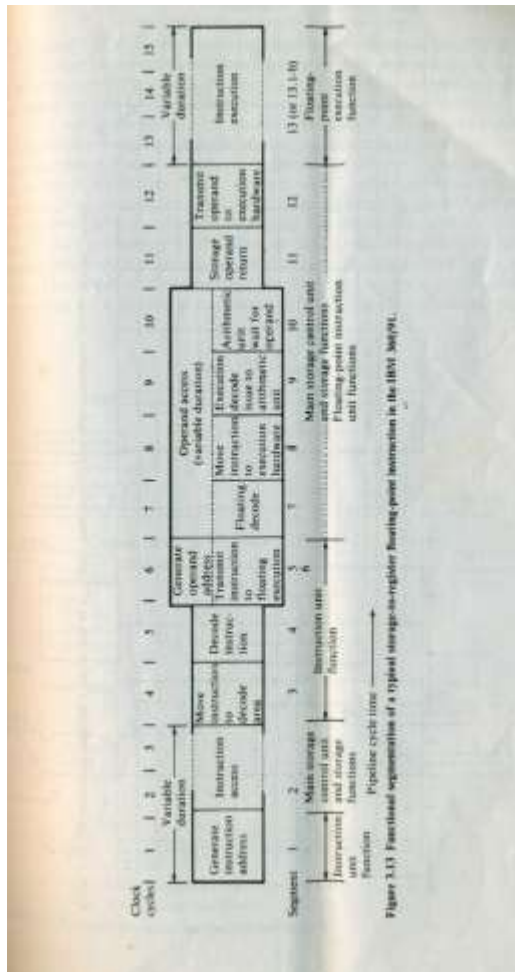 Clock
cycles
1 2 3 4 5 6 7 8 9 10 11 12 13 14 15
Variable
duration
Variable
duration
Generate
instruction
address
Instruction
access
Move
instruction
to
decode
area
Decode
instruc-
tion
Generate
operand
address
Transmit
instruction
to
floating
execution
Operand access
(variable duration)
Floating
decode
Move
instruction
to
execution
hardware
Execution
decode
issue to
arithmetic
unit
Arithmetic
unit
wait for
operand
Storage
operand
return
Transmit
operand
to
execution
hardware
Instruction
execution
Segment 1 2 3 4 5 7 8 9 10 11 12 13 (or 13.1-b)
6
Instruction
unit
function
Main storage
control unit
and storage
functions
Instruction unit
function
Main storage control unit
and storage functions
Floating-point instruction
unit functions
Floating-
point
execution
function
Pipeline cycle time
Figure 3.13 Functional segmentation of a typical storage-to-register floating-point instruction in the IBM 360/91.